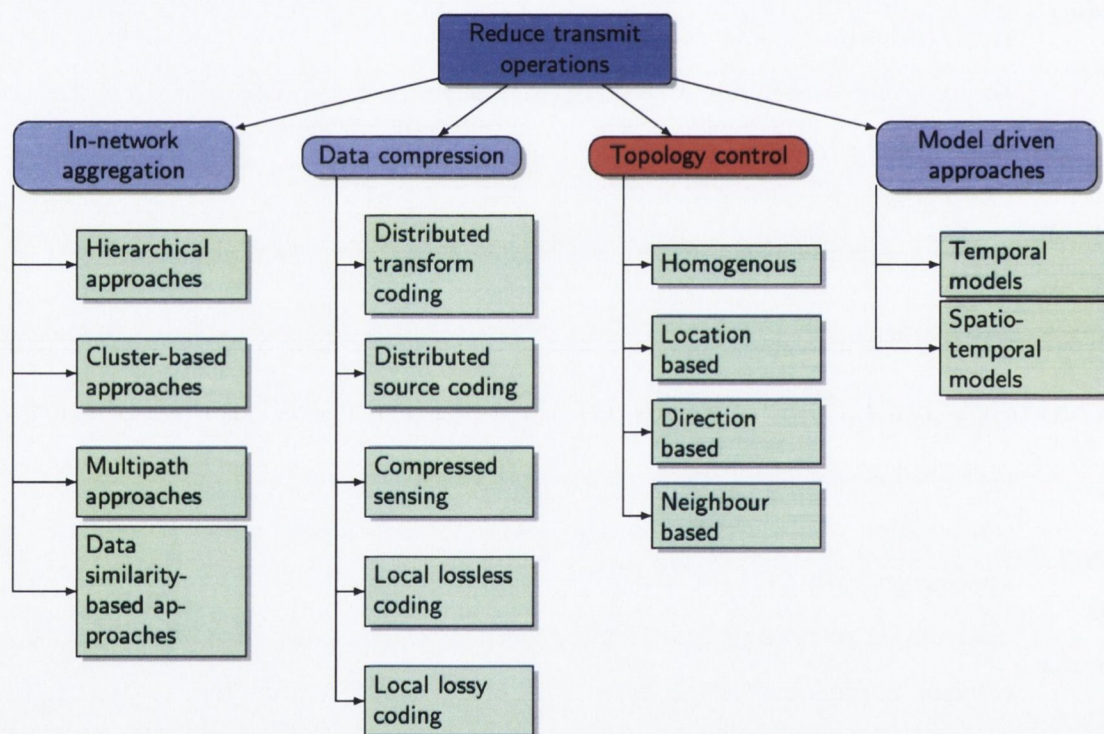 Reduce transmit
operations
In-network
aggregation
Data compression
Topology control
Model driven
approaches
Hierarchical
approaches
Cluster-based
approaches
Multipath
approaches
Data
similarity-
based ap-
proaches
Distributed
transform
coding
Distributed
source coding
Compressed
sensing
Local lossless
coding
Local lossy
coding
Homogenous
Location
based
Direction
based
Neighbour
based
Temporal
models
Spatio-
temporal
models